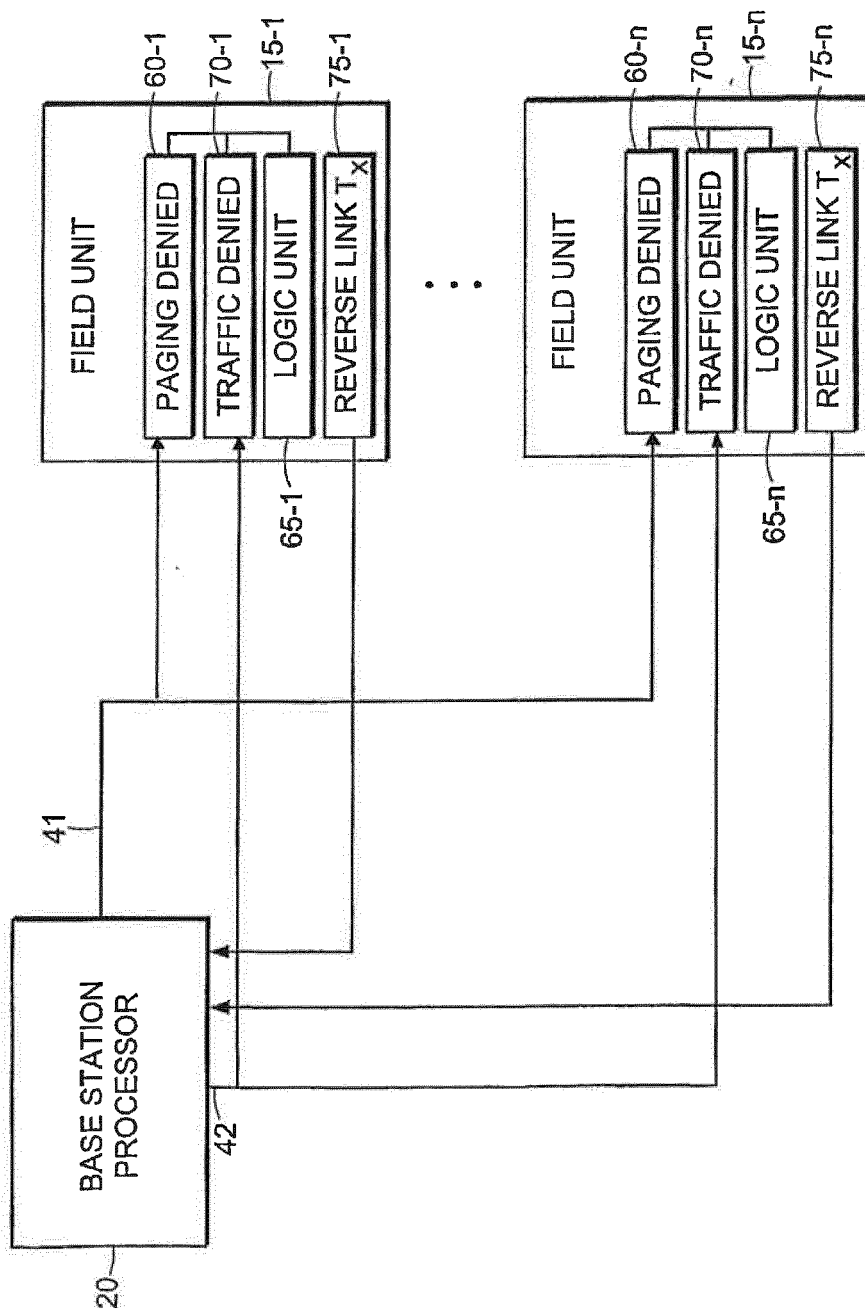 BASE STATION
PROCESSOR
20
41
42
FIELD UNIT
PAGING DENIED
TRAFFIC DENIED
LOGIC UNIT
REVERSE LINK Tx
60-1
70-1
15-1
75-1
65-1
FIELD UNIT
PAGING DENIED
TRAFFIC DENIED
LOGIC UNIT
REVERSE LINK Tx
60-n
70-n
15-n
75-n
65-n